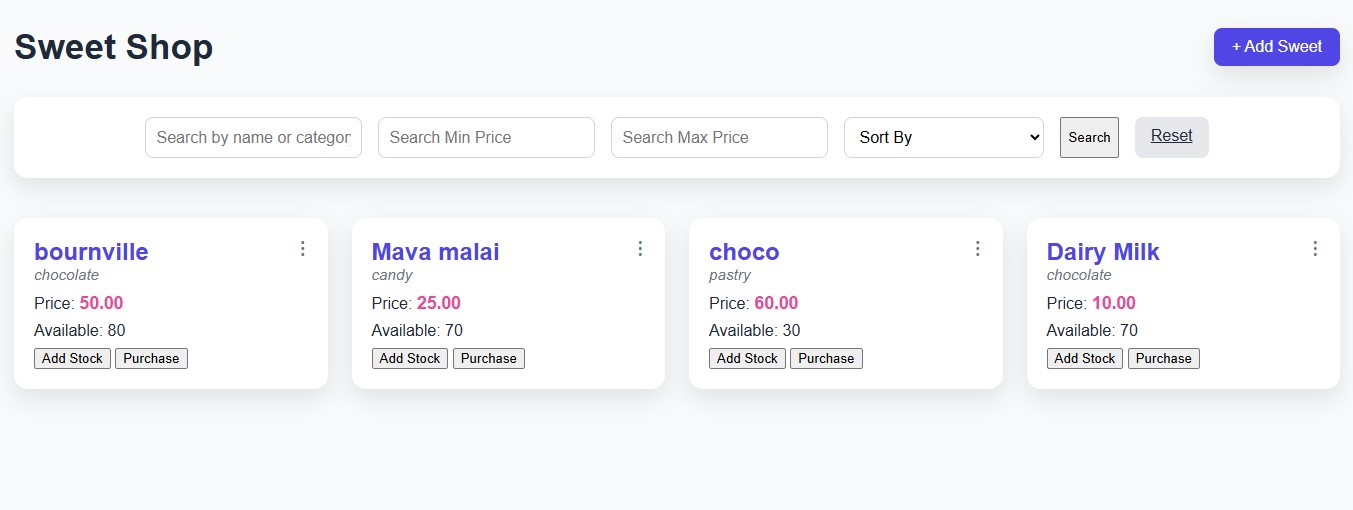 Sweet Shop
+ Add Sweet
Search by name or categor
Search Min Price
Search Max Price
Sort By
Search
Reset
bournville
chocolate
Price: 50.00
Available: 80
Add Stock Purchase
Mava malai
candy
Price: 25.00
Available: 70
Add Stock Purchase
choco
pastry
Price: 60.00
Available: 30
Add Stock Purchase
Dairy Milk
chocolate
Price: 10.00
Available: 70
Add Stock Purchase